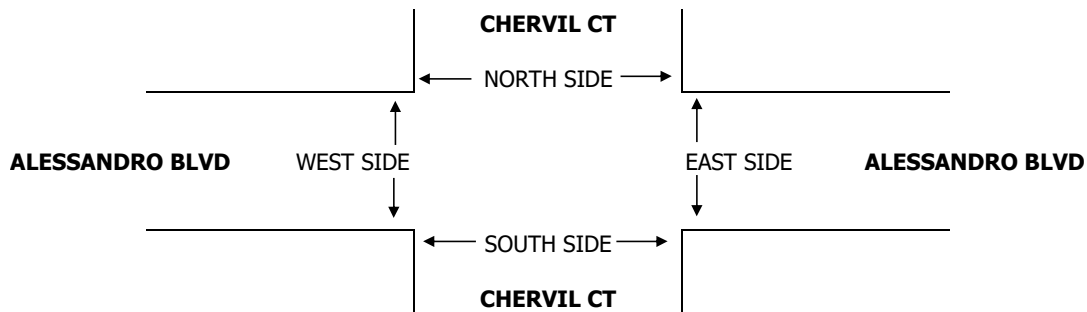 CHERVIL CT
NORTH SIDE
ALESSANDRO BLVD WEST SIDE EAST SIDE ALESSANDRO BLVD
SOUTH SIDE
CHERVIL CT